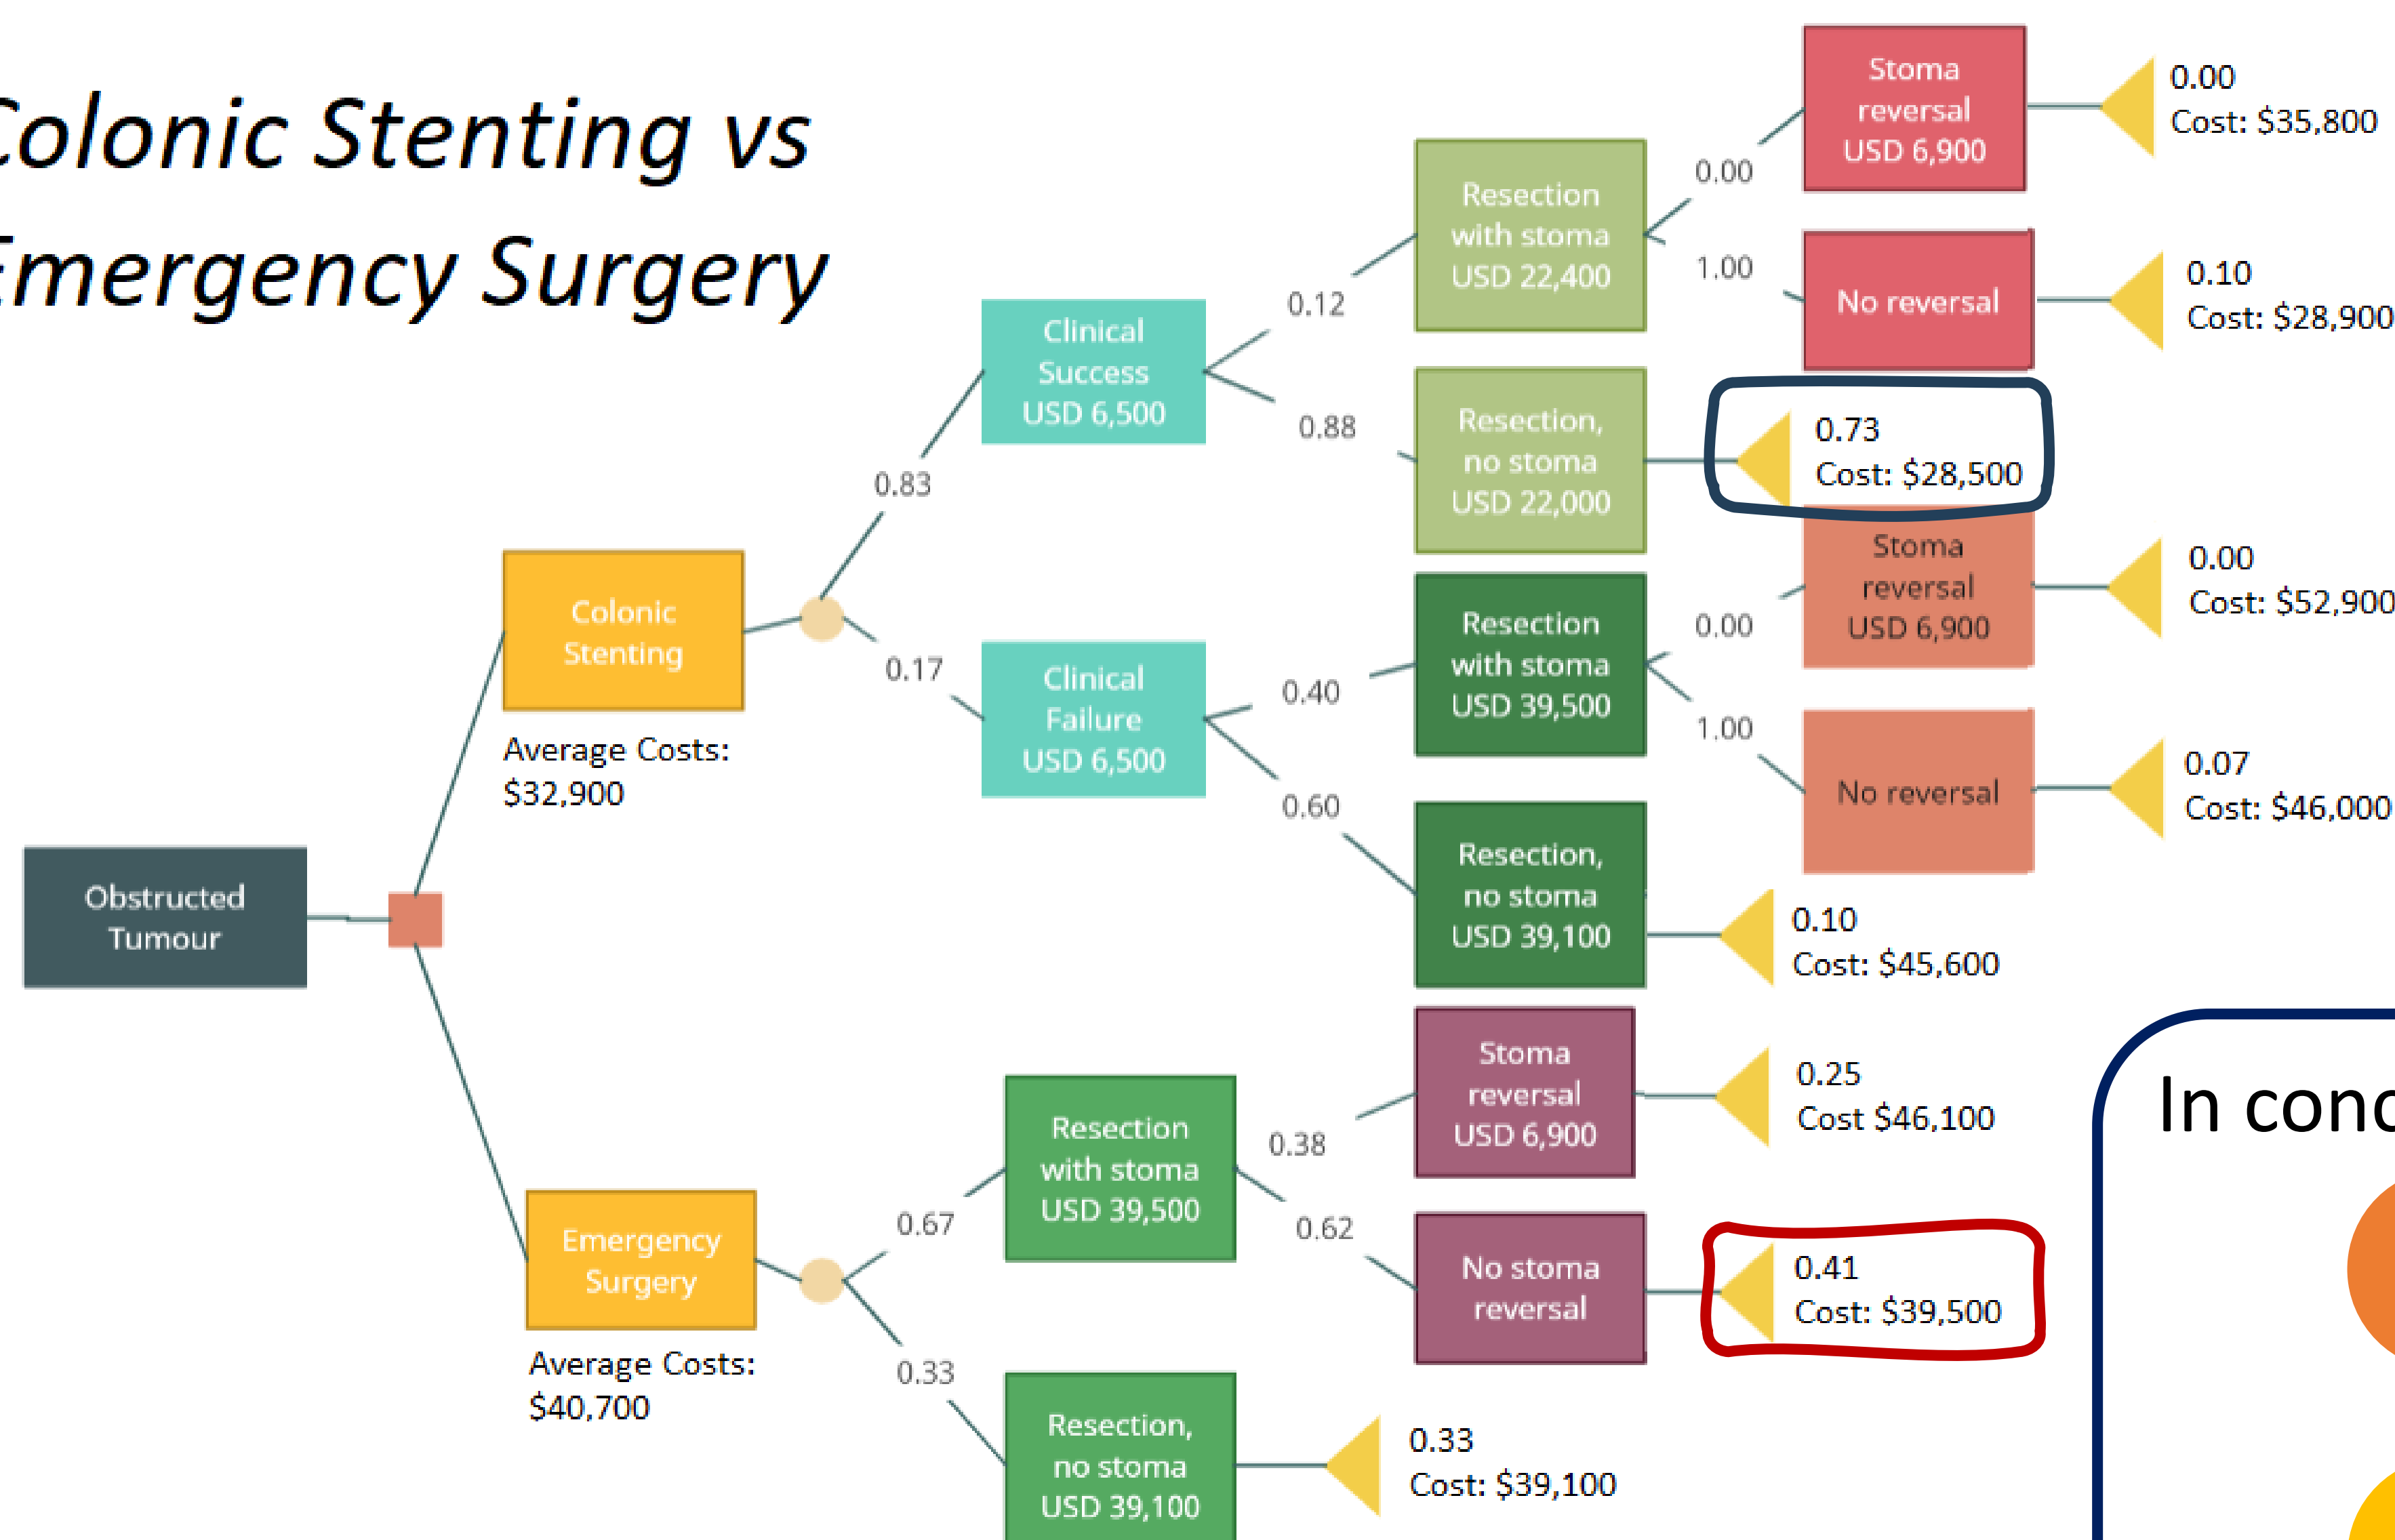 olonic Stenting vs
mergency Surgery
Stoma
reversal
USD 6,900
0.00
Cost: $35,800
Resection
with stoma
USD 22,400
0.00
1.00
No reversal
0.10
Cost: $28,900
Clinical
Success
USD 6,500
0.12
0.88
Resection,
no stoma
USD 22,000
0.73
Cost: $28,500
0.83
Colonic
Stenting
Average Costs:
$32,900
0.17
Clinical
Failure
USD 6,500
0.40
0.60
Resection
with stoma
USD 39,500
0.00
1.00
Stoma
reversal
USD 6,900
0.00
Cost: $52,900
No reversal
0.07
Cost: $46,000
Resection,
no stoma
USD 39,100
0.10
Cost: $45,600
Obstructed
Tumour
Emergency
Surgery
Average Costs:
$40,700
0.67
0.33
Resection
with stoma
USD 39,500
0.38
0.62
Stoma
reversal
USD 6,900
0.25
Cost $46,100
No stoma
reversal
0.41
Cost: $39,500
Resection,
no stoma
USD 39,100
0.33
Cost: $39,100
In conc